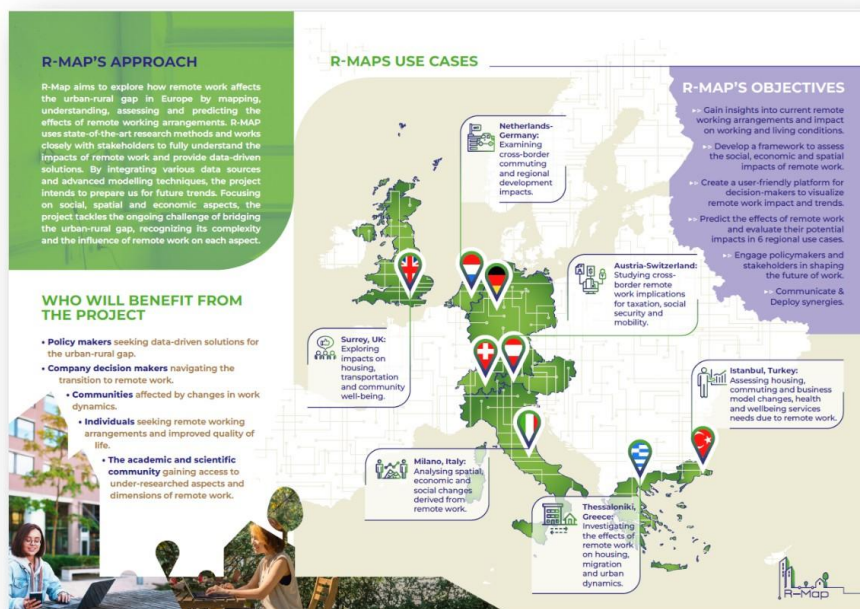 R-MAP'S APPROACH
R-Map aims to explore how remote work affects
the urban-rural gap in Europe by mapping,
understanding, assessing and predicting the
effects of remote working arrangements. R-MAP
uses state-of-the-art research methods and works
closely with stakeholders to fully understand the
impacts of remote work and provide data-driven
solutions. By integrating various data sources
and advanced modelling techniques, the project
intends to prepare us for future trends. Focusing
on social, spatial and economic aspects, the
project tackles the ongoing challenge of bridging
the urban-rural gap, recognizing its complexity
and the influence of remote work on each aspect.
WHO WILL BENEFIT FROM
THE PROJECT
• Policy makers seeking data-driven solutions for
the urban-rural gap.
• Company decision makers navigating the
transition to remote work.
• Communities affected by changes in work
dynamics.
• Individuals seeking remote working
arrangements and improved quality of
life.
• The academic and scientific
community gaining access to
under-researched aspects and
dimensions of remote work.
R-MAPS USE CASES
Netherlands-
Germany:
Examining
cross-border
commuting
and regional
development
impacts.
Austria-Switzerland:
Studying cross-
border remote
work implications
for taxation, social
security and
mobility.
Surrey, UK:
Exploring
impacts on
housing,
transportation
and community
well-being.
Istanbul, Turkey:
Assessing housing,
commuting and business
model changes, health
and wellbeing services
needs due to remote work.
Milano, Italy:
Analysing spatial,
economic and
social changes
derived from
remote work.
Thessaloniki,
Greece:
Investigating
the effects of
remote work
on housing,
migration
and urban
dynamics.
R-MAP'S OBJECTIVES
▸▸ Gain insights into current remote
working arrangements and impact
on working and living conditions.
▸▸ Develop a framework to assess
the social, economic and spatial
impacts of remote work.
▸▸ Create a user-friendly platform for
decision-makers to visualize
remote work impact and trends.
▸▸ Predict the effects of remote work
and evaluate their potential
impacts in 6 regional use cases.
▸▸ Engage policymakers and
stakeholders in shaping
the future of work.
▸▸ Communicate &
Deploy synergies.
R-Map